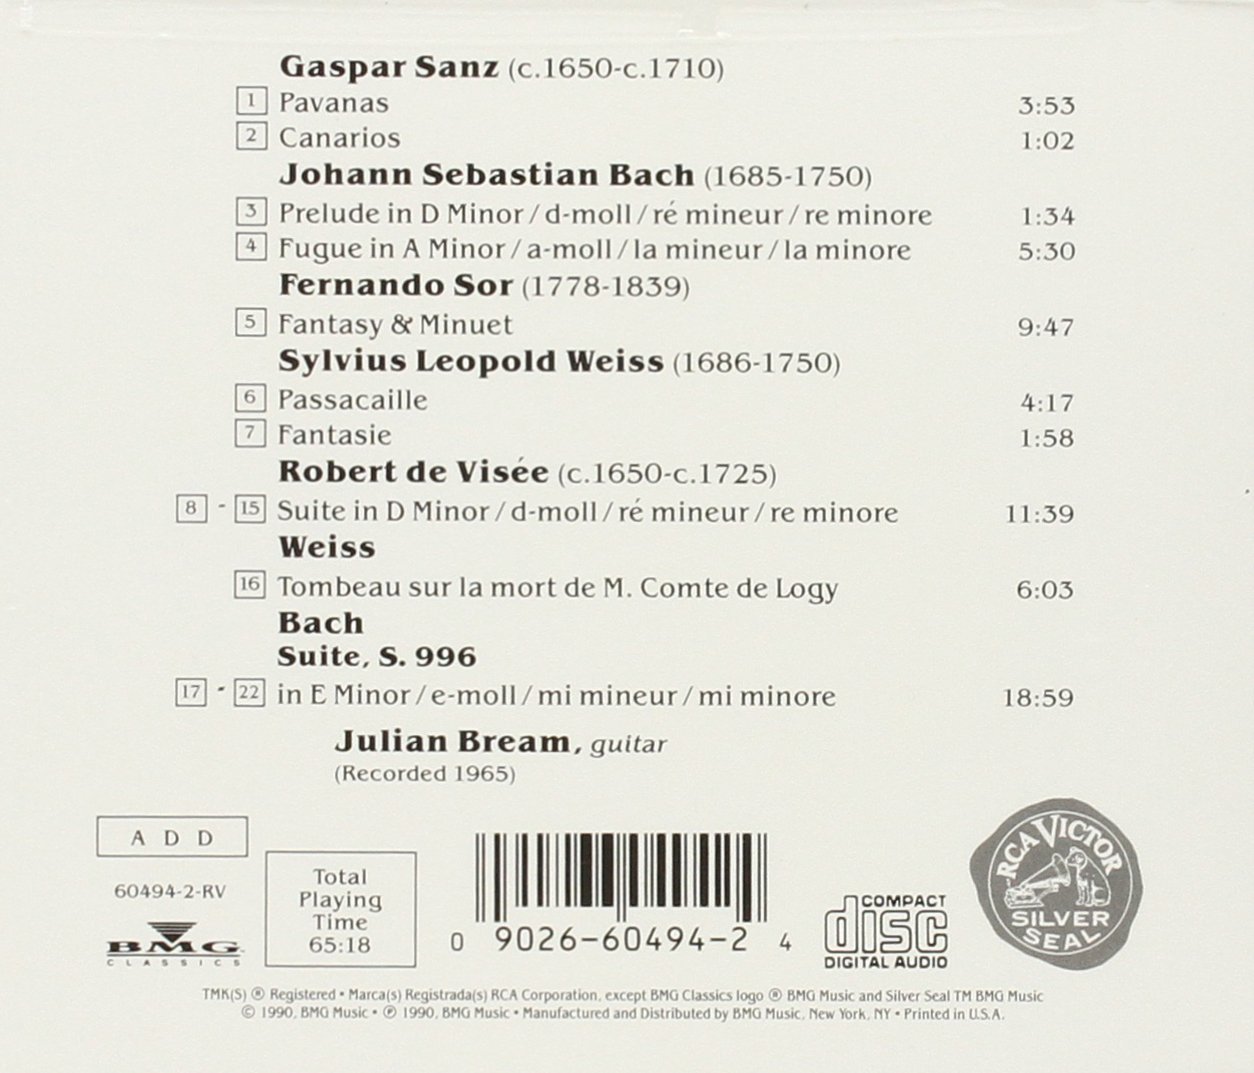 Gaspar Sanz (c.1650-c.1710)
1 Pavanas 3:53
2 Canarios 1:02
Johann Sebastian Bach (1685-1750)
3 Prelude in D Minor/d-moll/ré mineur/re minore 1:34
4 Fugue in A Minor/a-moll/la mineur/la minore 5:30
Fernando Sor (1778-1839)
5 Fantasy & Minuet 9:47
Sylvius Leopold Weiss (1686-1750)
6 Passacaille 4:17
7 Fantasie 1:58
Robert de Visée (c.1650-c.1725)
8 - 15 Suite in D Minor/d-moll/ré mineur/re minore 11:39
Weiss
16 Tombeau sur la mort de M. Comte de Logy 6:03
Bach
Suite, S. 996
17 - 22 in E Minor/e-moll/mi mineur/mi minore 18:59
Julian Bream, guitar
(Recorded 1965)
A D D
60494-2-RV
BMG
CLASSICS
Total
Playing
Time
65:18
0 9026-60494-2 4
COMPACT
disc
DIGITAL AUDIO
RCA VICTOR
SILVER
SEAL
TMK(S) ® Registered • Marca(s) Registrada(s) RCA Corporation, except BMG Classics logo ® BMG Music and Silver Seal TM BMG Music
© 1990, BMG Music • ℗ 1990, BMG Music • Manufactured and Distributed by BMG Music, New York, NY • Printed in U.S.A.